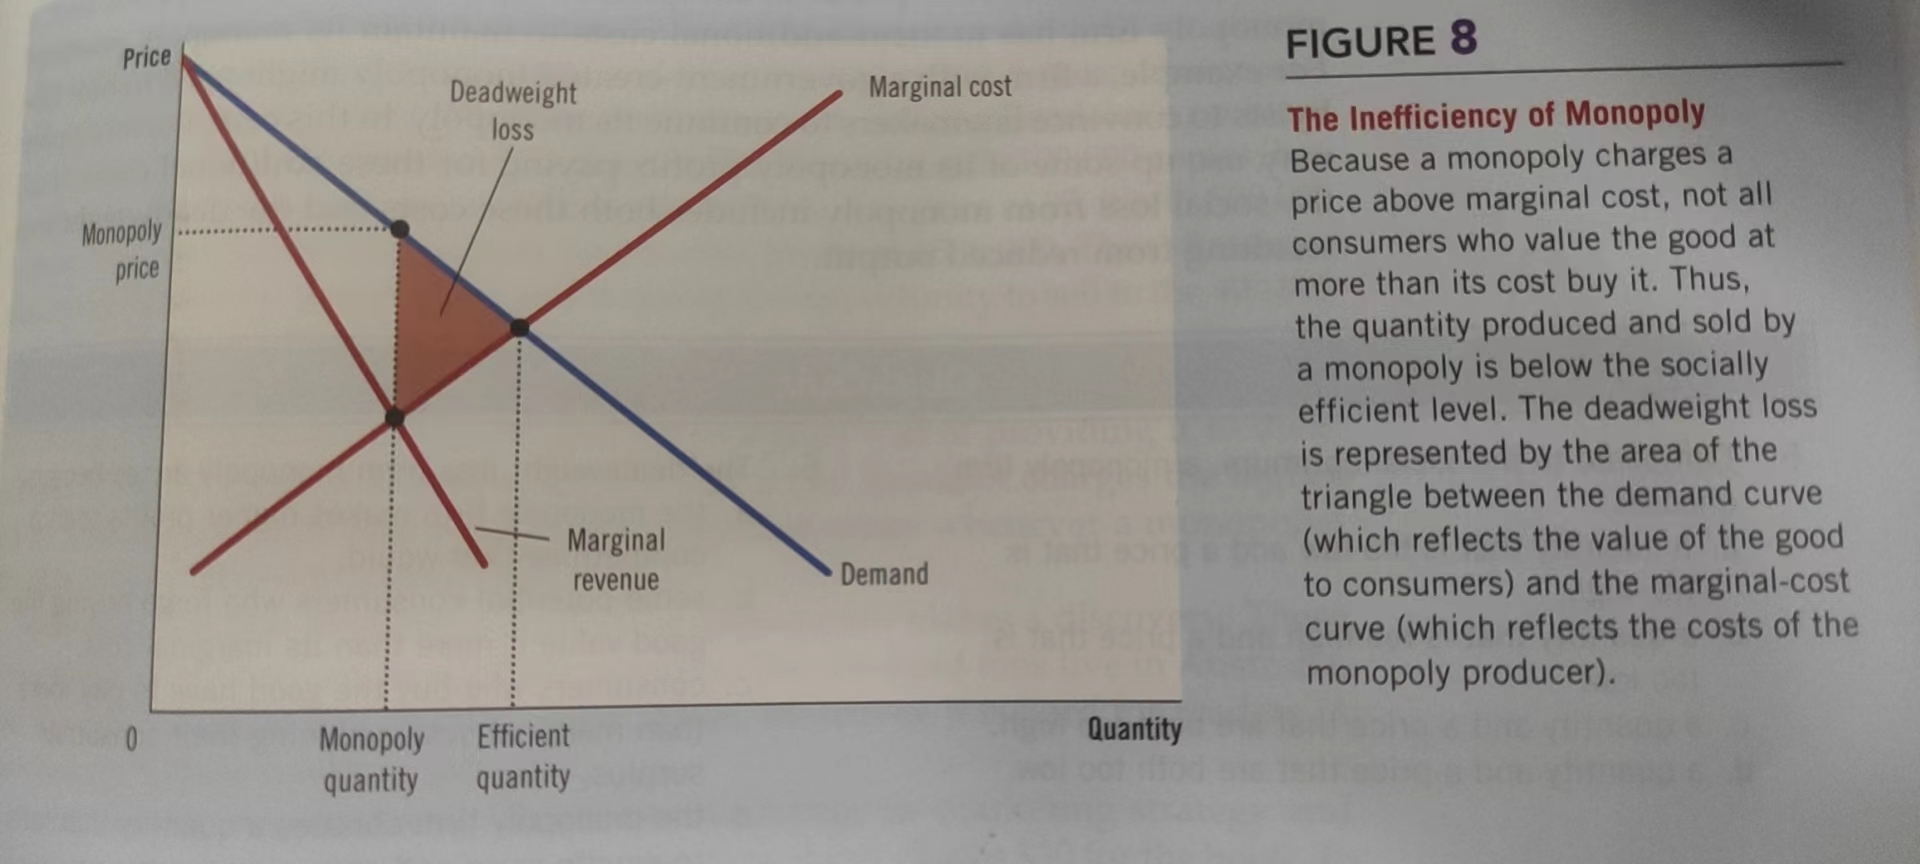 Price
Deadweight
loss
Marginal cost
Monopoly
price
Marginal
revenue
Demand
0
Monopoly
quantity
Efficient
quantity
Quantity
FIGURE 8
The Inefficiency of Monopoly
Because a monopoly charges a
price above marginal cost, not all
consumers who value the good at
more than its cost buy it. Thus,
the quantity produced and sold by
a monopoly is below the socially
efficient level. The deadweight loss
is represented by the area of the
triangle between the demand curve
(which reflects the value of the good
to consumers) and the marginal-cost
curve (which reflects the costs of the
monopoly producer).